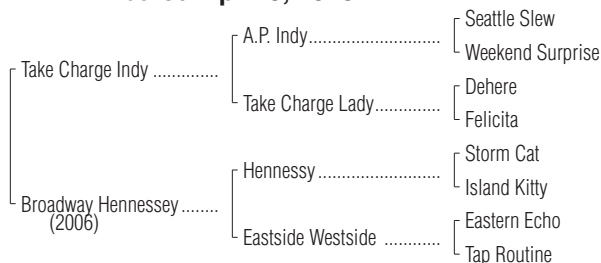 Seattle Slew
A.P. Indy
Weekend Surprise
Take Charge Indy
Dehere
Take Charge Lady
Felicita
Storm Cat
Hennessy
Island Kitty
Broadway Hennessey
(2006)
Eastern Echo
Eastside Westside
Tap Routine